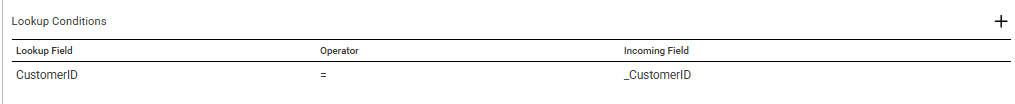 Lookup Conditions +
Lookup Field Operator Incoming Field
CustomerID = _CustomerID